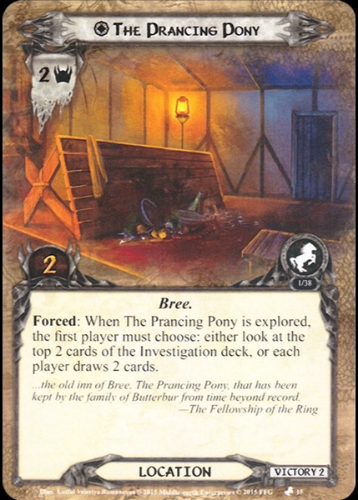 THE PRANCING PONY
2
2
1/38
Bree.
Forced: When The Prancing Pony is explored,
the first player must choose: either look at the
top 2 cards of the Investigation deck, or each
player draws 2 cards.
...the old inn of Bree, The Prancing Pony, that has been
kept by the family of Butterbur from time beyond record.
—The Fellowship of the Ring
© 2015 FFG
LOCATION
VICTORY 2